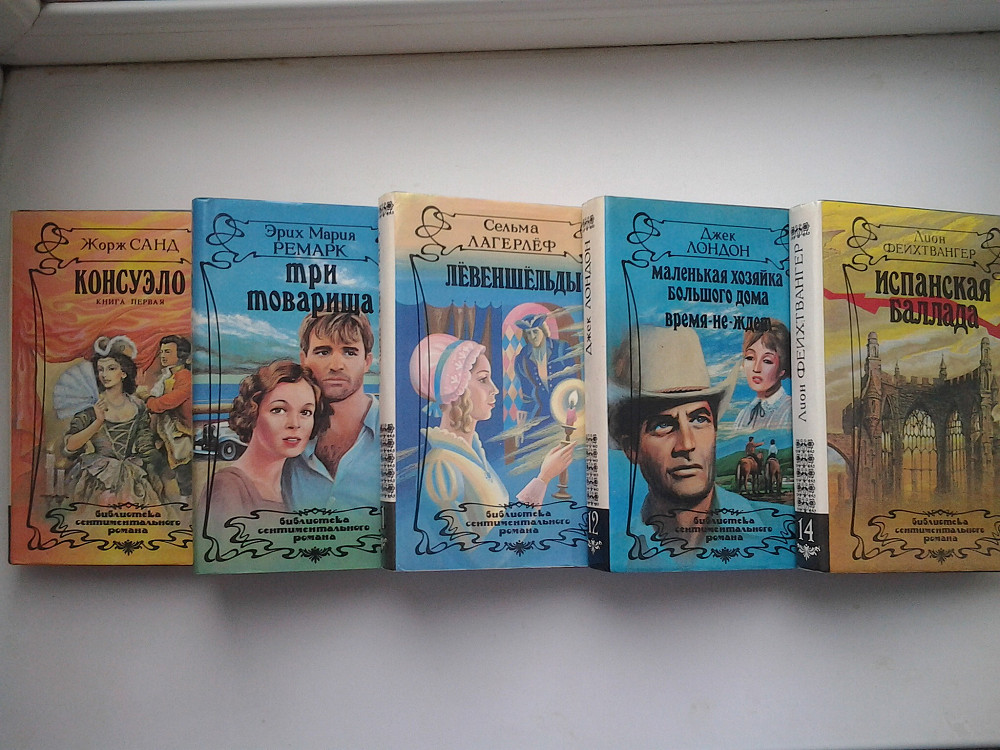 Жорж САНД
КОНСУЭЛО
КНИГА ПЕРВАЯ
библиотека
сентиментального
романа
Эрих Мария
РЕМАРК
три
товарища
библиотека
сентиментального
романа
Сельма
ЛАГЕРЛЁФ
ЛЁВЕНШЁЛЬДЫ
библиотека
сентиментального
романа
Джек ЛОНДОН
12
Джек
ЛОНДОН
маленькая хозяйка
большого дома
время-не-ждет
библиотека
сентиментального
романа
Лион ФЕЙХТВАНГЕР
14
Лион
ФЕЙХТВАНГЕР
испанская
баллада
библиотека
сентиментального
романа